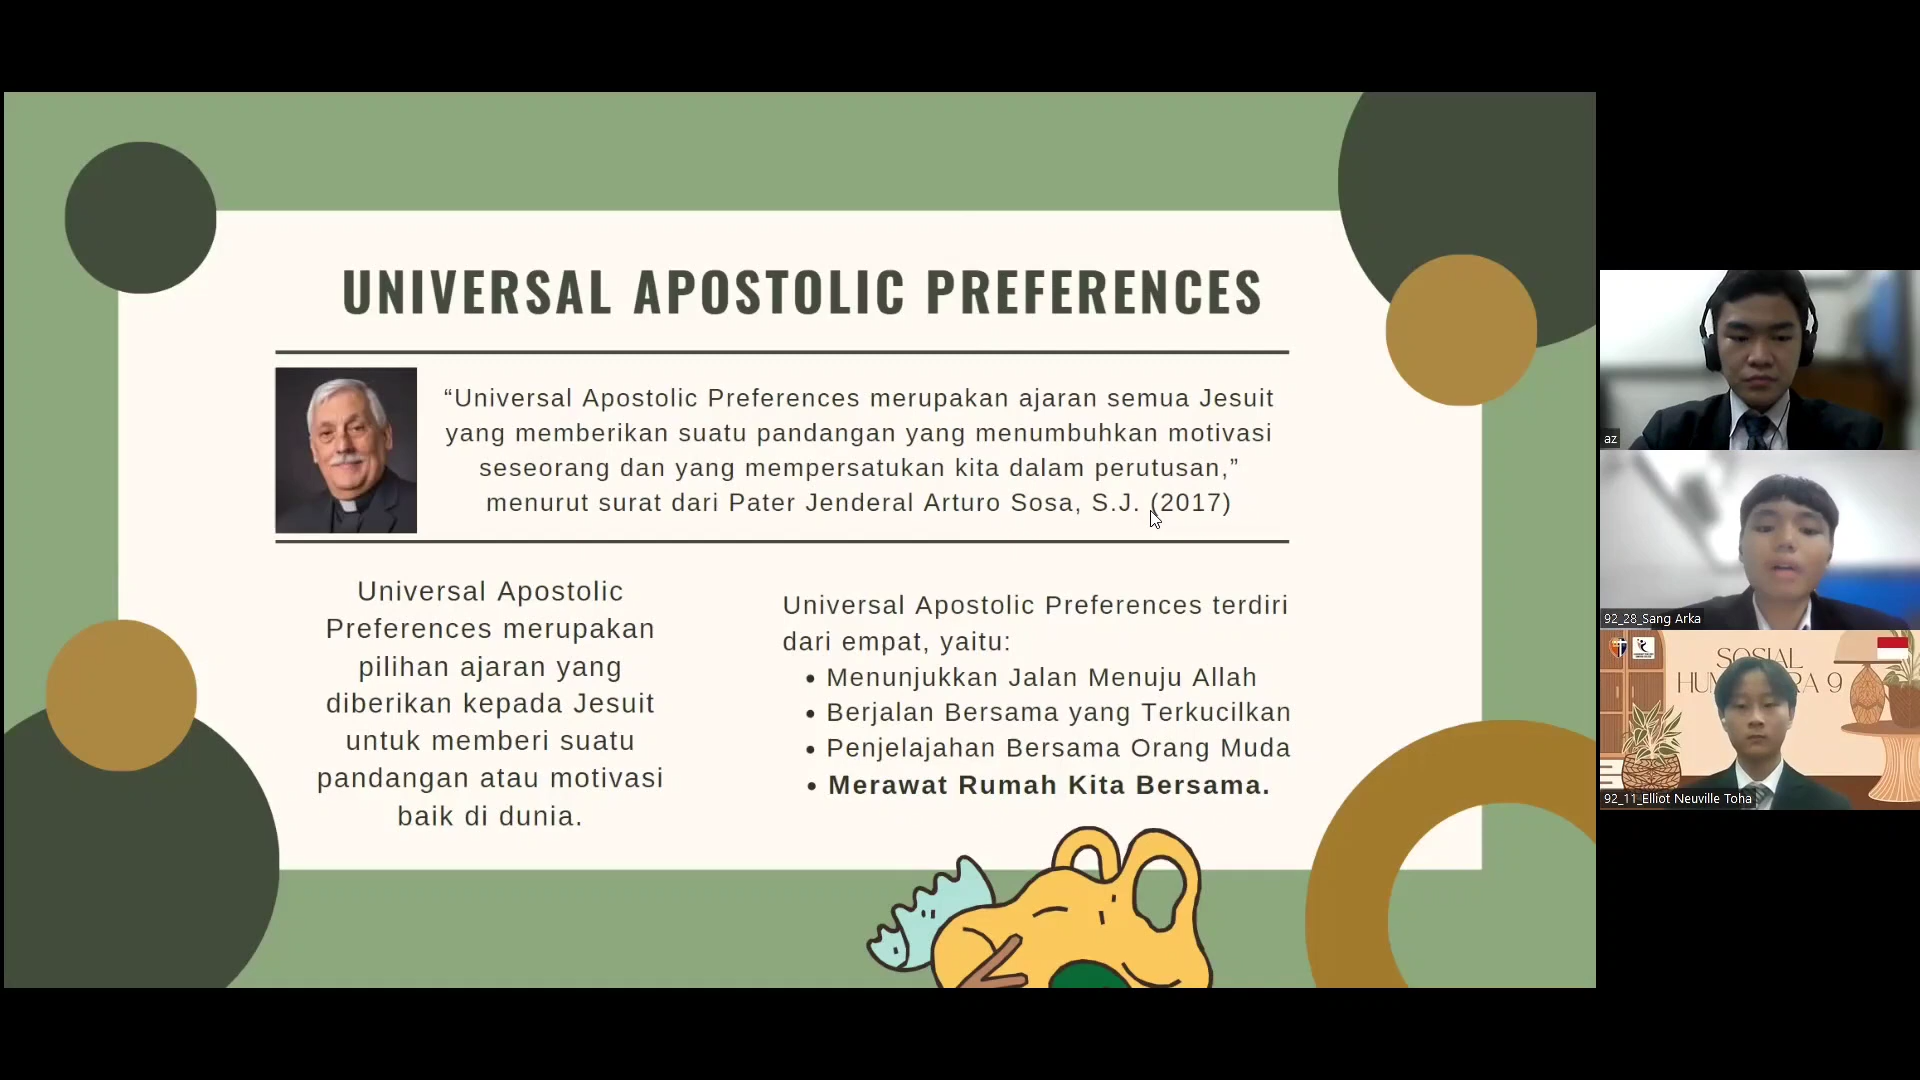 UNIVERSAL APOSTOLIC PREFERENCES
“Universal Apostolic Preferences merupakan ajaran semua Jesuit
yang memberikan suatu pandangan yang menumbuhkan motivasi
seseorang dan yang mempersatukan kita dalam perutusan,”
menurut surat dari Pater Jenderal Arturo Sosa, S.J. (2017)
Universal Apostolic
Preferences merupakan
pilihan ajaran yang
diberikan kepada Jesuit
untuk memberi suatu
pandangan atau motivasi
baik di dunia.
Universal Apostolic Preferences terdiri
dari empat, yaitu:
• Menunjukkan Jalan Menuju Allah
• Berjalan Bersama yang Terkucilkan
• Penjelajahan Bersama Orang Muda
• Merawat Rumah Kita Bersama.
az
92_28_Sang Arka
SOSIAL
92_11_Elliot Neuville Toha